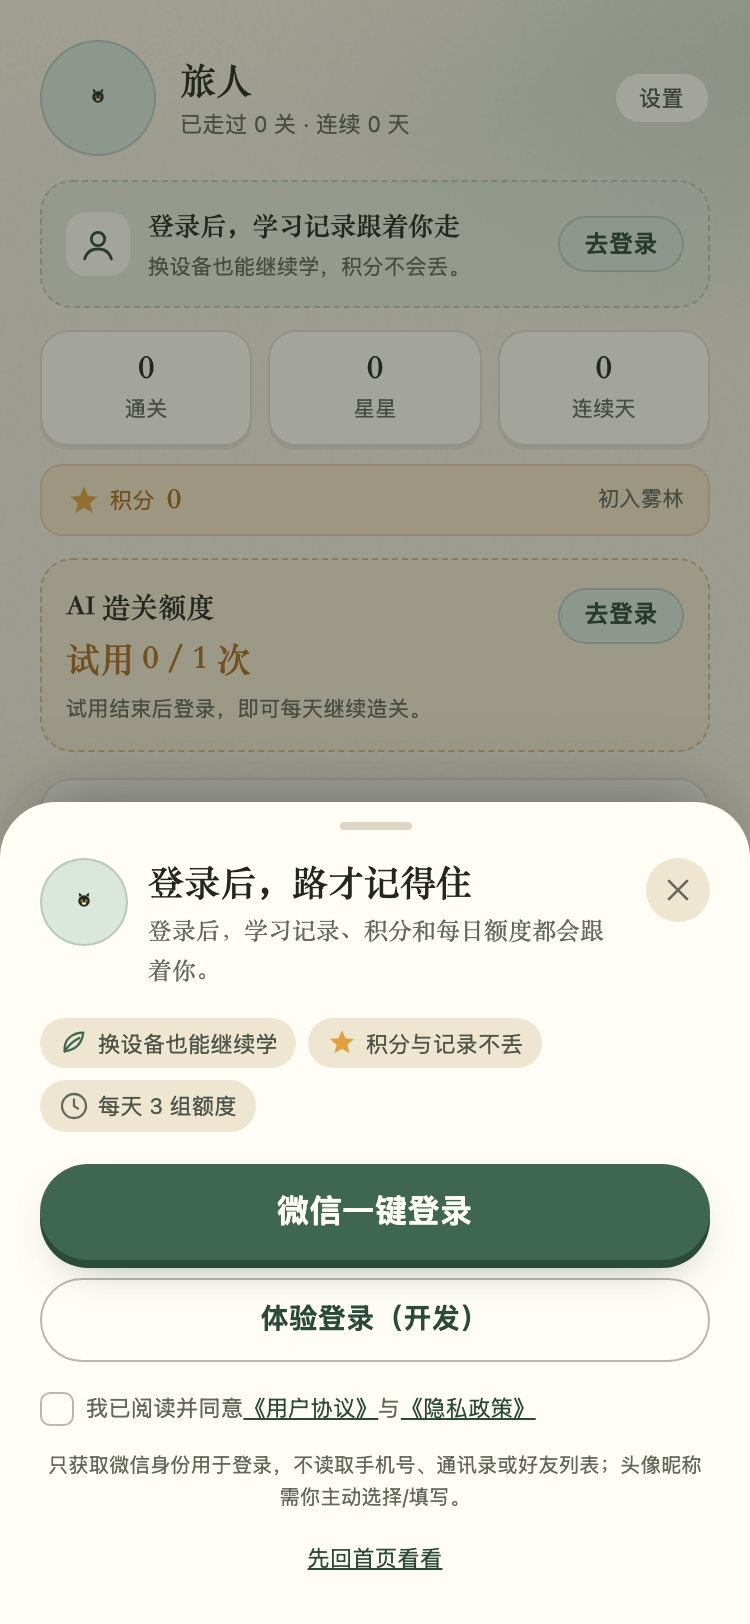 旅人
已走过 0 关 · 连续 0 天
设置
登录后，学习记录跟着你走
换设备也能继续学，积分不会丢。
去登录
0
通关
0
星星
0
连续天
积分 0
初入雾林
AI 造关额度
去登录
试用 0 / 1 次
试用结束后登录，即可每天继续造关。
登录后，路才记得住
登录后，学习记录、积分和每日额度都会跟
着你。
换设备也能继续学
积分与记录不丢
每天 3 组额度
微信一键登录
体验登录（开发）
我已阅读并同意《用户协议》与《隐私政策》
只获取微信身份用于登录，不读取手机号、通讯录或好友列表；头像昵称
需你主动选择/填写。
先回首页看看